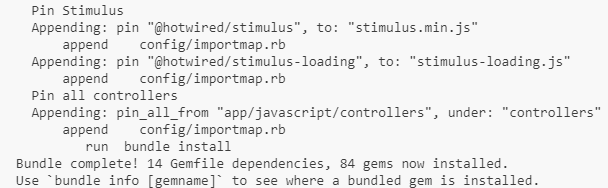 Pin Stimulus
Appending: pin "@hotwired/stimulus", to: "stimulus.min.js"
append config/importmap.rb
Appending: pin "@hotwired/stimulus-loading", to: "stimulus-loading.js"
append config/importmap.rb
Pin all controllers
Appending: pin_all_from "app/javascript/controllers", under: "controllers"
append config/importmap.rb
run bundle install
Bundle complete! 14 Gemfile dependencies, 84 gems now installed.
Use `bundle info [gemname]` to see where a bundled gem is installed.